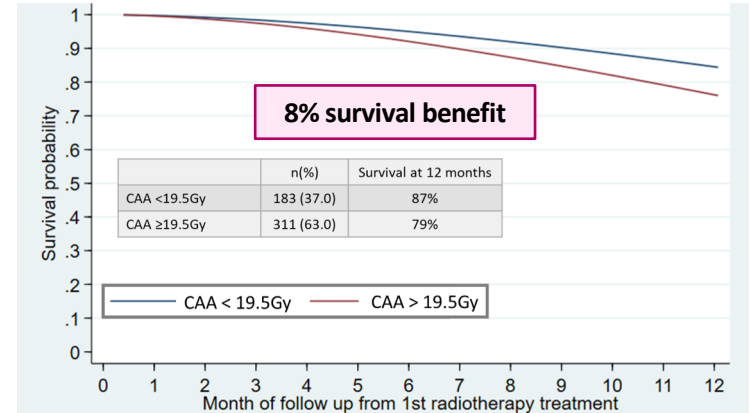 1
.9
.8
.7
.6
.5
.4
.3
.2
.1
0
Survival probability
8% survival benefit
n(%) Survival at 12 months
CAA <19.5Gy 183 (37.0) 87%
CAA ≥19.5Gy 311 (63.0) 79%
CAA < 19.5Gy CAA > 19.5Gy
0 1 2 3 4 5 6 7 8 9 10 11 12
Month of follow up from 1st radiotherapy treatment